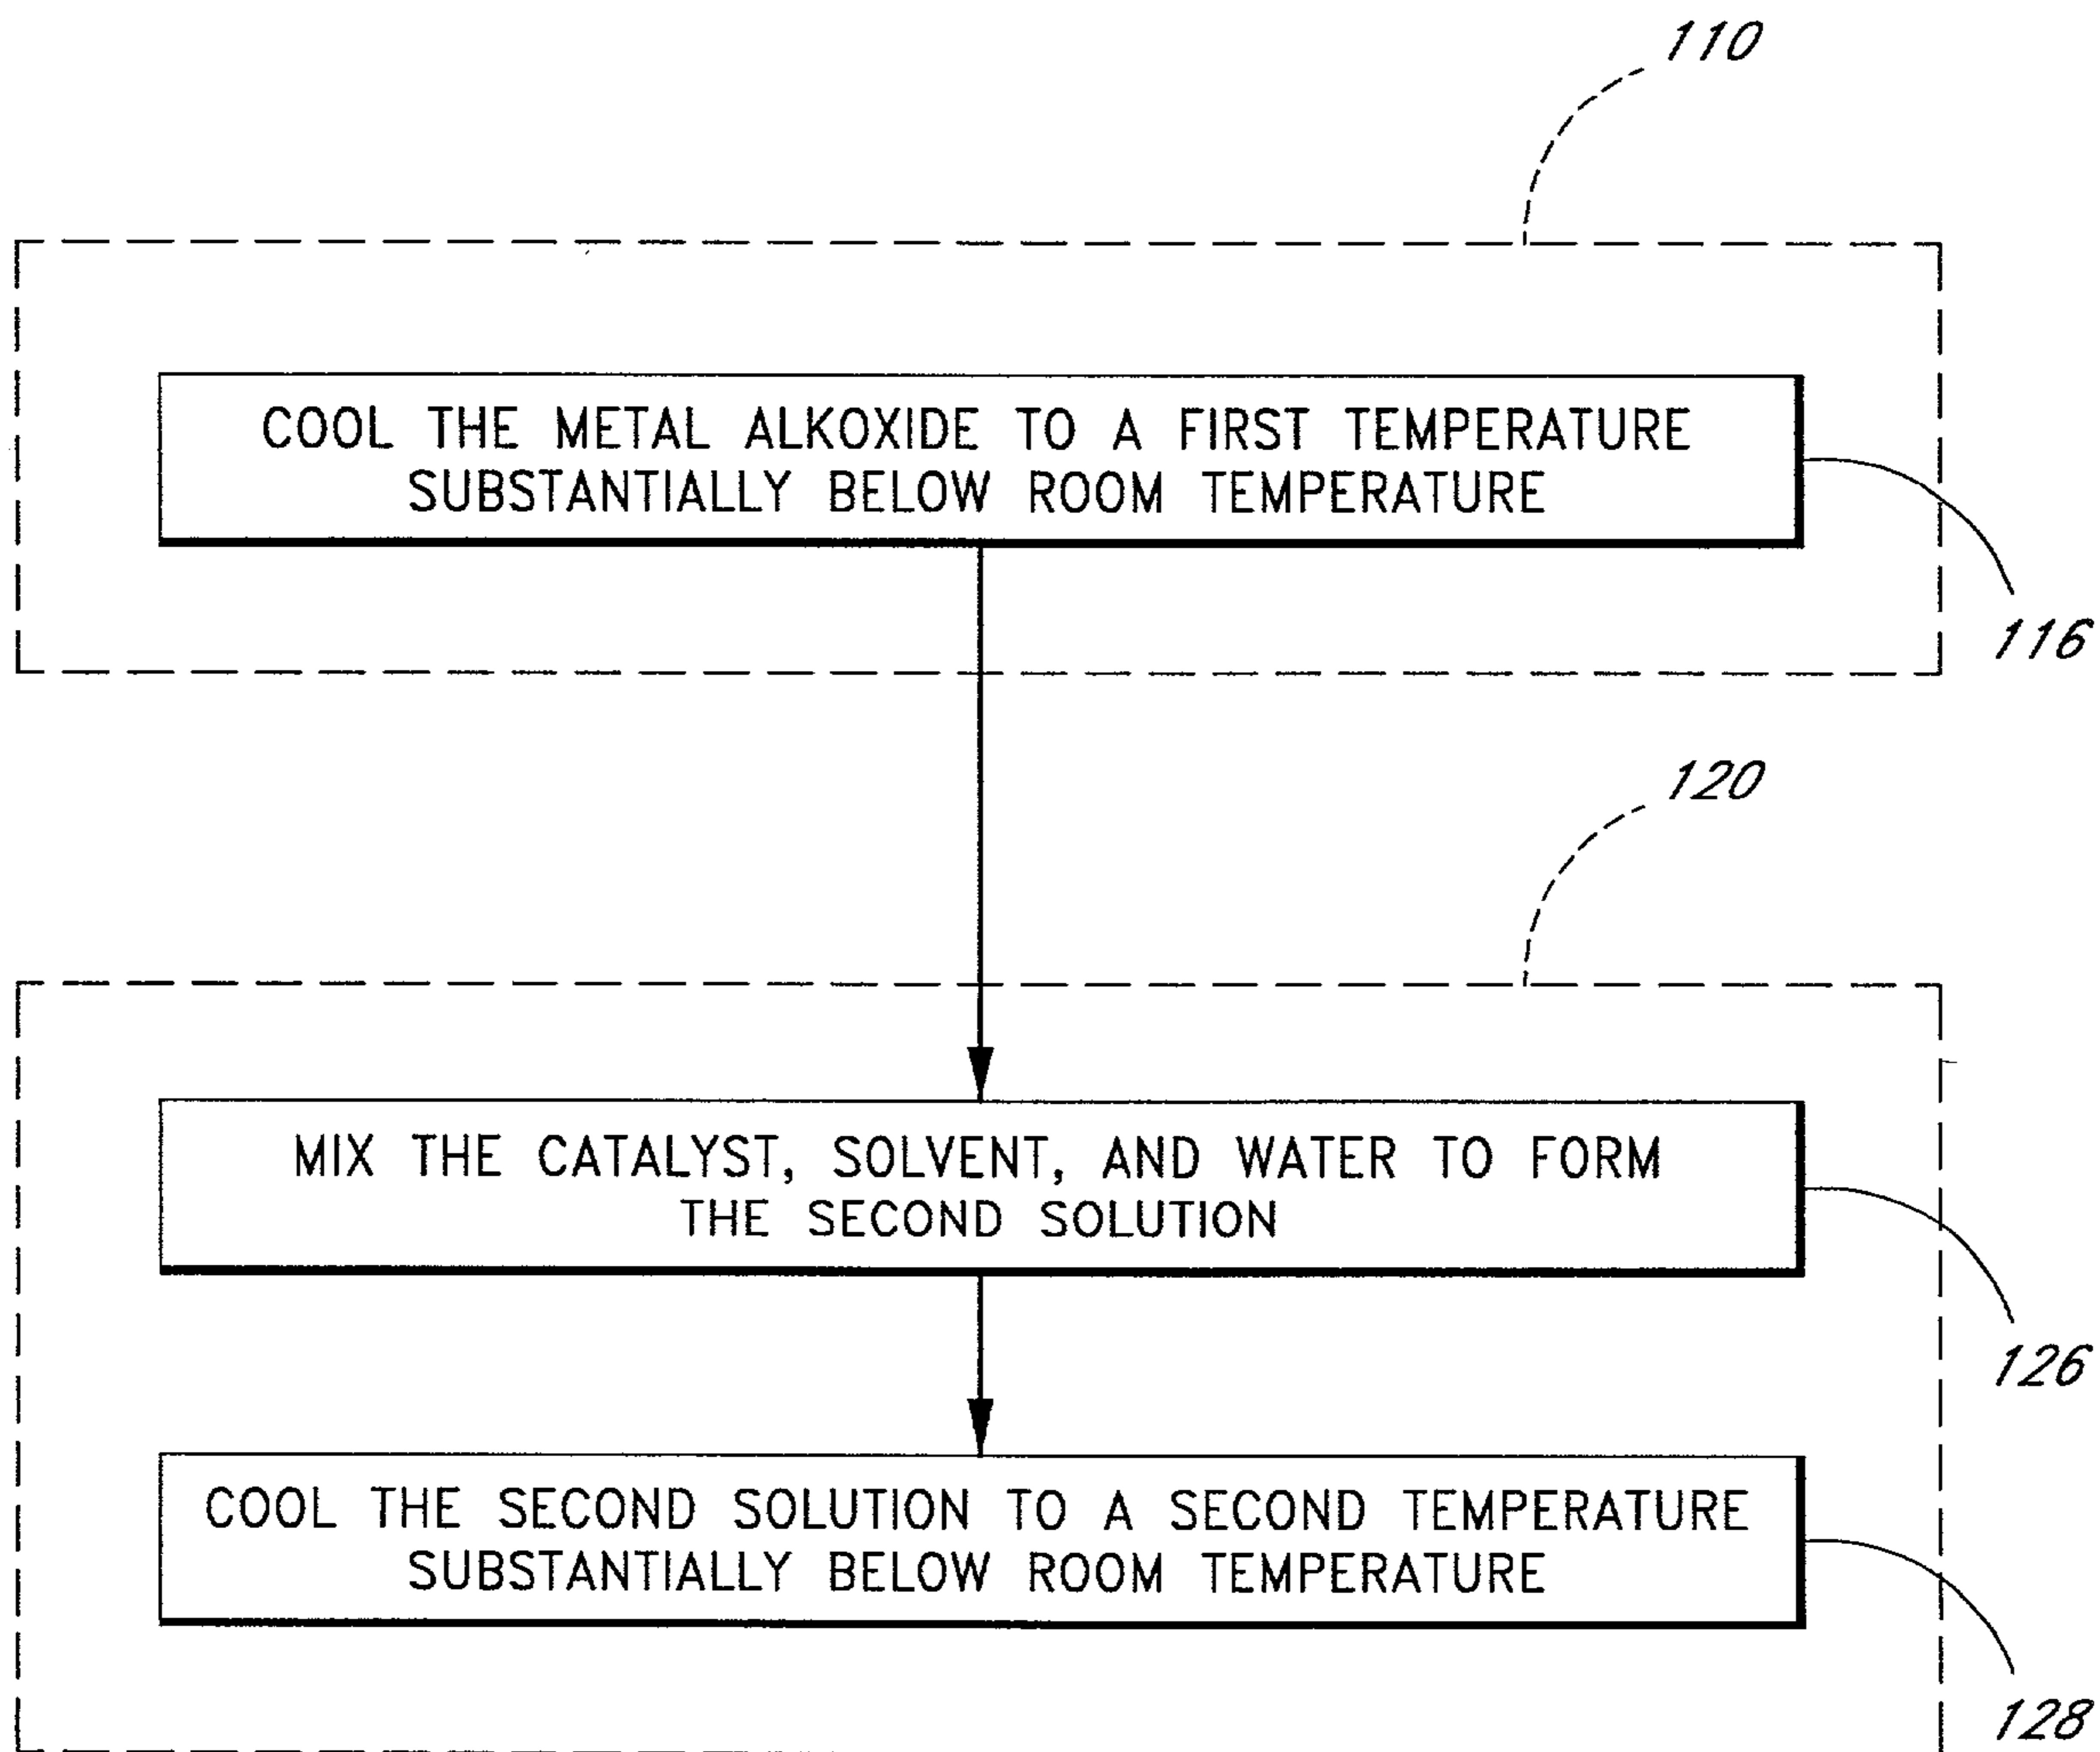 110
COOL THE METAL ALKOXIDE TO A FIRST TEMPERATURE
SUBSTANTIALLY BELOW ROOM TEMPERATURE
116
120
MIX THE CATALYST, SOLVENT, AND WATER TO FORM
THE SECOND SOLUTION
126
COOL THE SECOND SOLUTION TO A SECOND TEMPERATURE
SUBSTANTIALLY BELOW ROOM TEMPERATURE
128